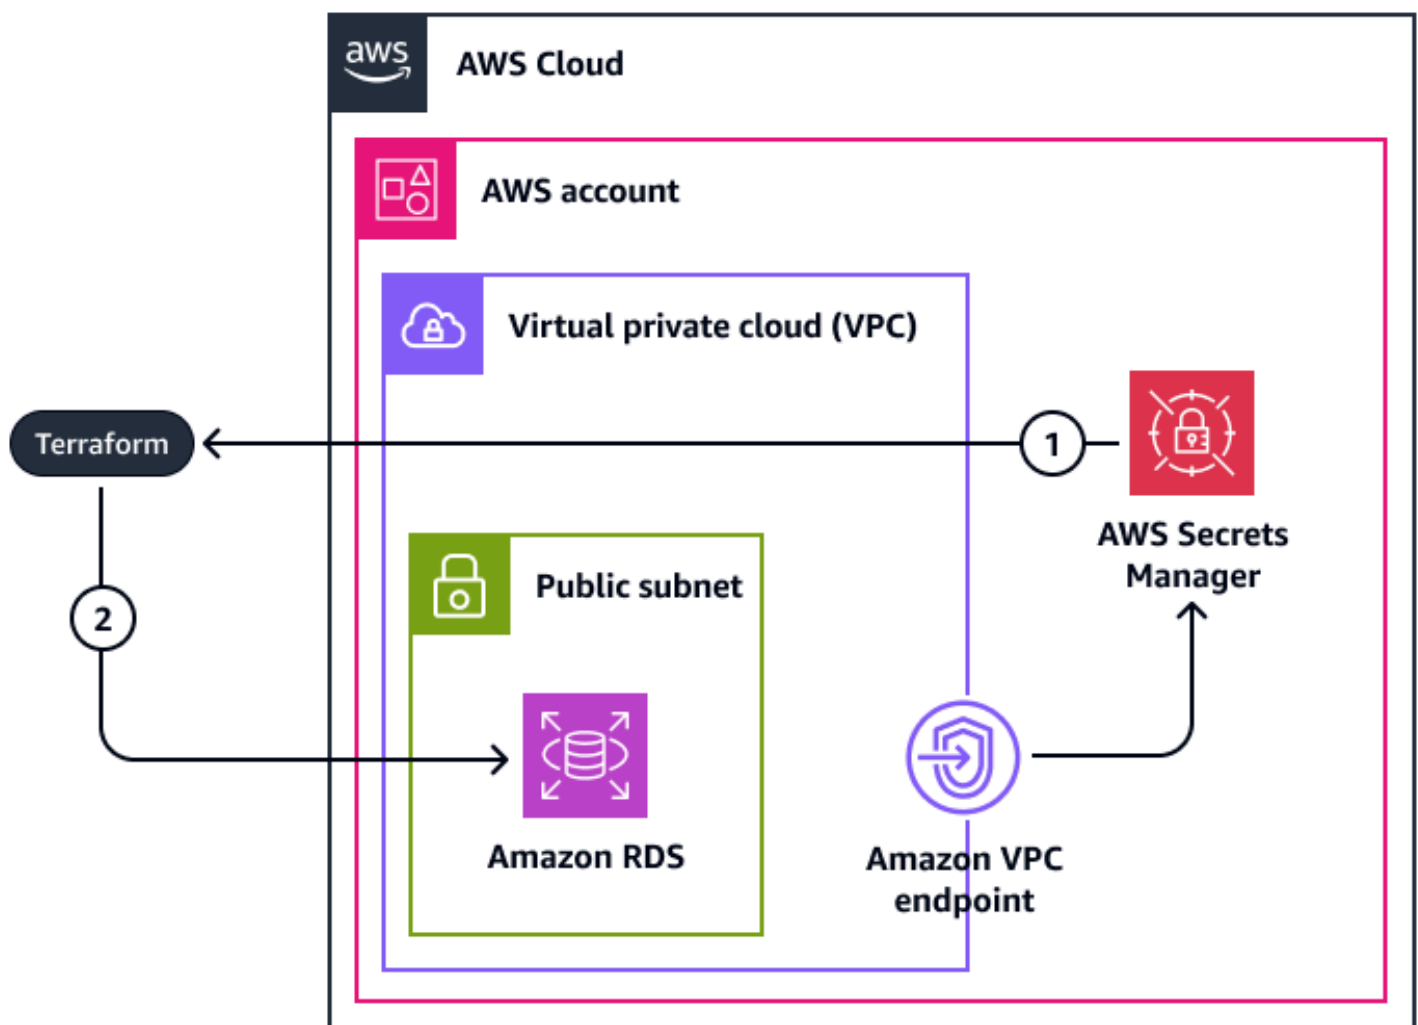 aws
AWS Cloud
AWS account
Virtual private cloud (VPC)
Terraform
1
AWS Secrets
Manager
Public subnet
2
Amazon RDS
Amazon VPC
endpoint